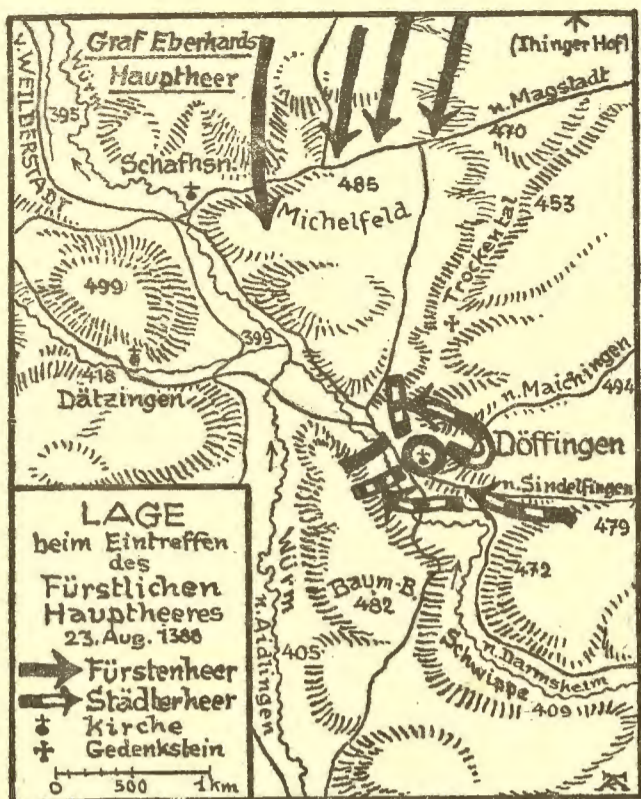 Graf Eberhards
Hauptheer
(Ihinger Hof)
v. WEILDERSTADT
Würm
395
n. Magstadt
470
Schafhsn.
485
Michelfeld
453
Trockental
499
399
418
Dätzingen
n. Maichingen
494
Döffingen
n. Sindelfingen
479
472
Baum-B.
482
Würm
n. Aidlingen
405
Schwippe
n. Darmsheim
409
LAGE
beim Eintreffen
des
Fürstlichen
Hauptheeres
23. Aug. 1388
Fürstenheer
Städterheer
Kirche
Gedenkstein
0 500 1km